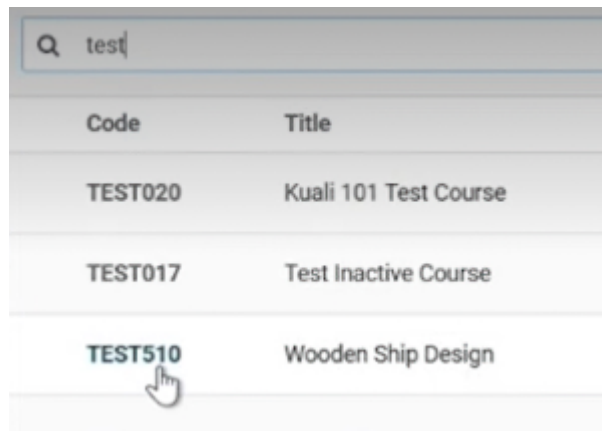 test
Code Title
TEST020 Kuali 101 Test Course
TEST017 Test Inactive Course
TEST510 Wooden Ship Design